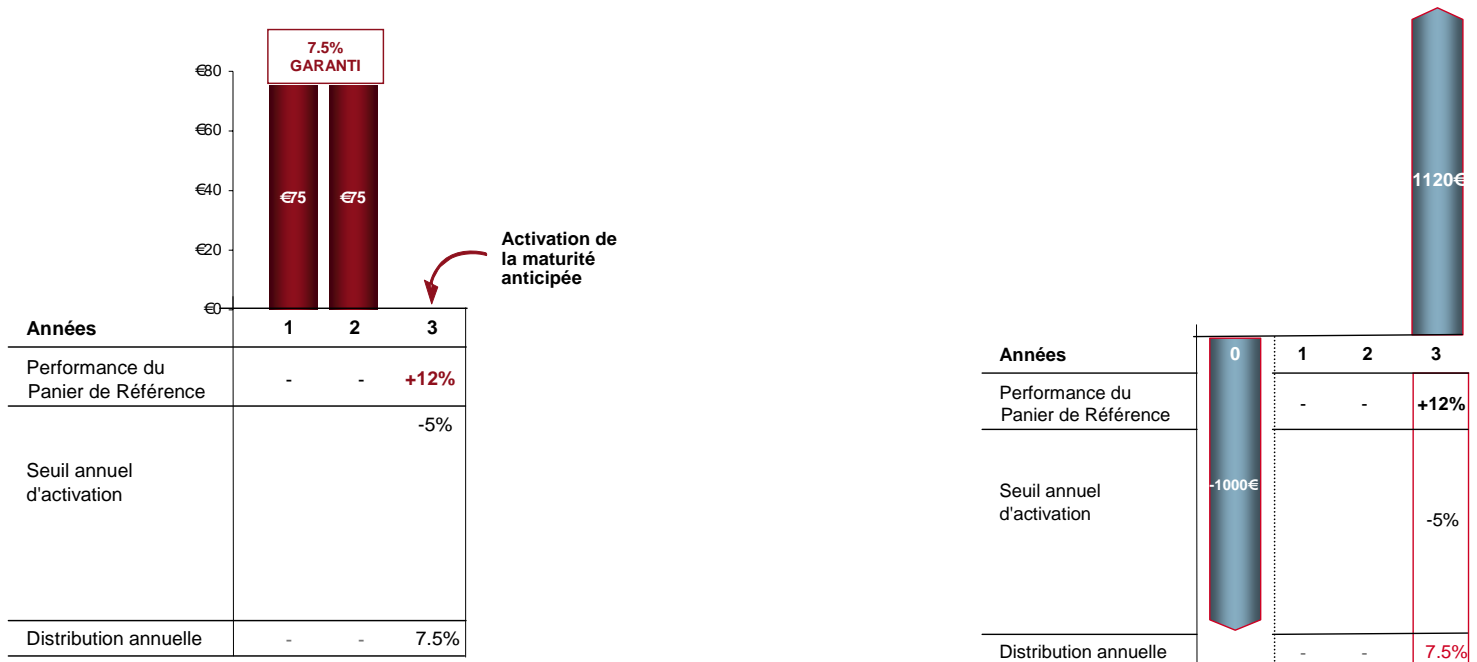 7.5%
GARANTI
€80
€60
€40
€20
€0
€75 €75
Activation de
la maturité
anticipée
Années 1 2 3
Performance du
Panier de Référence - - +12%
-5%
Seuil annuel
d'activation
Distribution annuelle - - 7.5%
1120€
Années 0 1 2 3
Performance du
Panier de Référence - - +12%
-1000€
Seuil annuel
d'activation
-5%
Distribution annuelle - - 7.5%